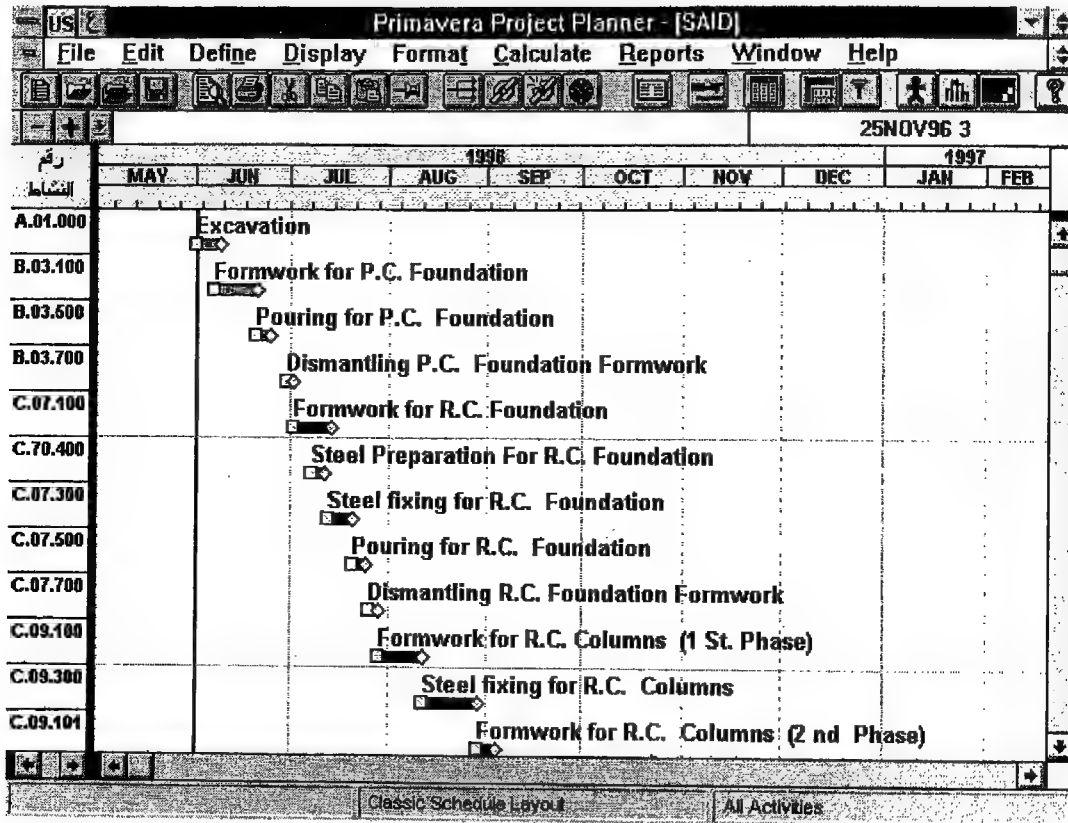 US Primavera Project Planner - [SAID]
File Edit Define Display Format Calculate Reports Window Help
25NOV96 3
رقم
النشاط
1996 1997
MAY JUN JUL AUG SEP OCT NOV DEC JAN FEB
A.01.000 Excavation
B.03.100 Formwork for P.C. Foundation
B.03.500 Pouring for P.C. Foundation
B.03.700 Dismantling P.C. Foundation Formwork
C.07.100 Formwork for R.C. Foundation
C.70.400 Steel Preparation For R.C. Foundation
C.07.300 Steel fixing for R.C. Foundation
C.07.500 Pouring for R.C. Foundation
C.07.700 Dismantling R.C. Foundation Formwork
C.09.100 Formwork for R.C. Columns (1 St. Phase)
C.09.300 Steel fixing for R.C. Columns
C.09.101 Formwork for R.C. Columns (2 nd Phase)
Classic Schedule Layout All Activities